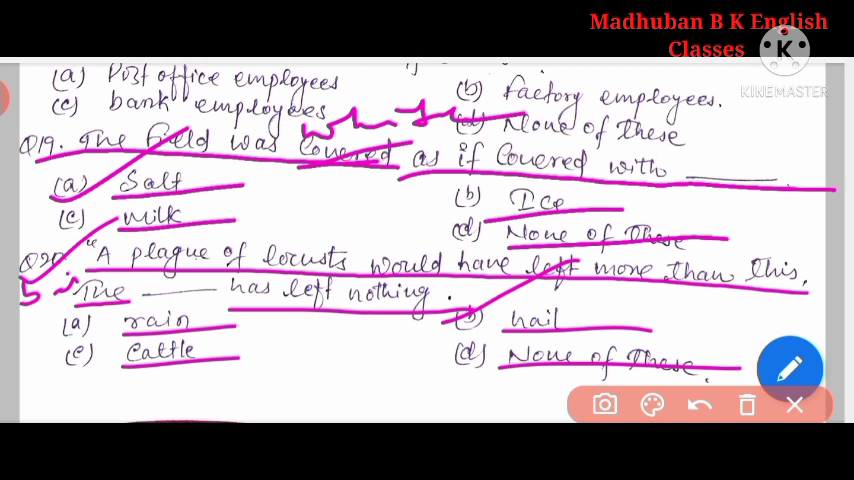 Madhuban B K English
Classes
K
KINEMASTER
(a) Post office employees
(b) Factory employees.
(c) bank employees
(d) None of these
Q19. The field was Covered as if Covered with ______.
(a) Salt
(b) Ice
(c) Milk
(d) None of These
Q20. "A plague of locusts would have left more than this.
The ______ has left nothing.
(a) rain
(b) hail
(c) Cattle
(d) None of These.